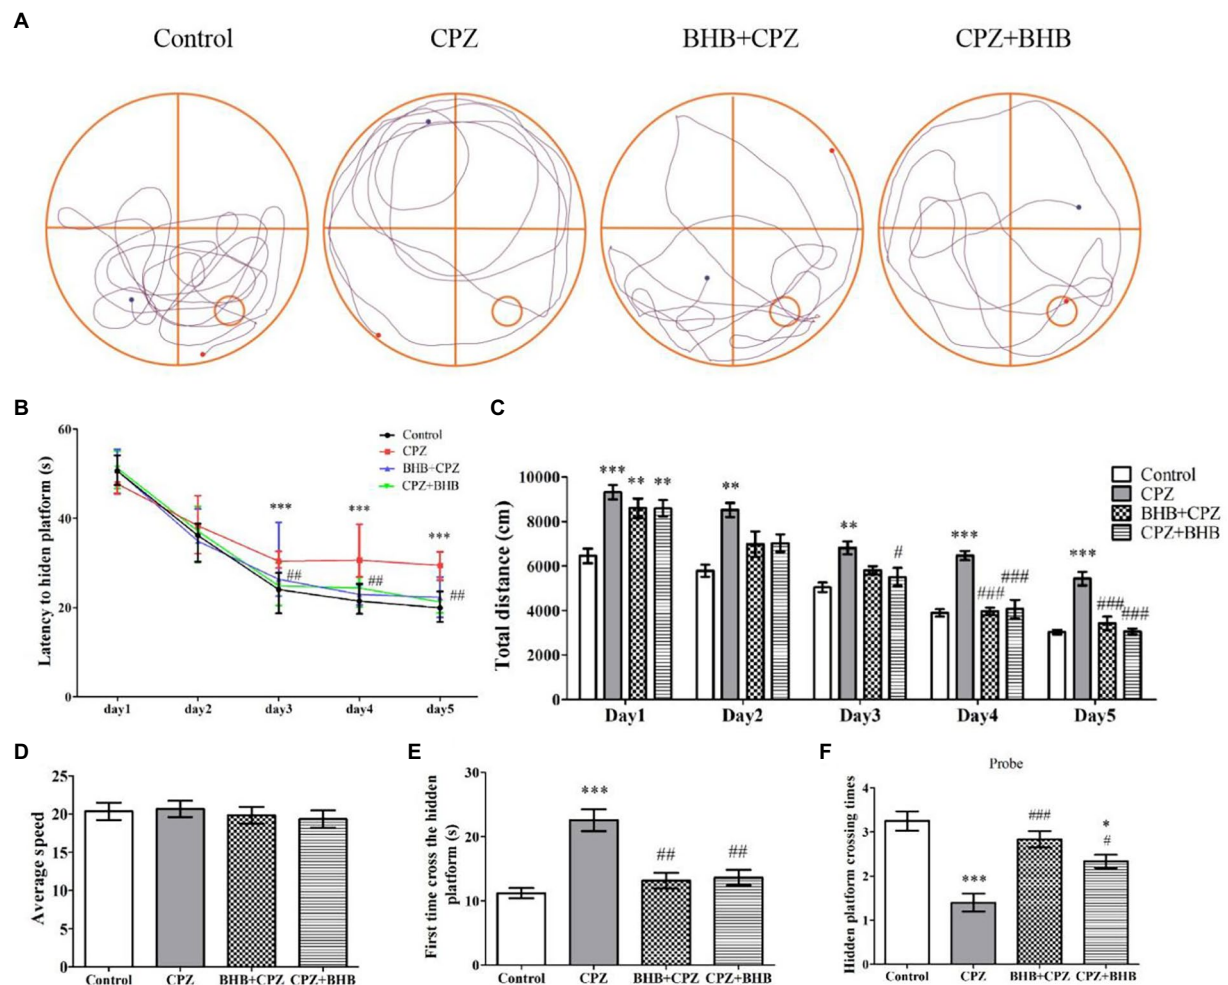 A
Control
CPZ
BHB+CPZ
CPZ+BHB
B
Latency to hiden platform (s)
60
40
20
0
day1
day2
day3
day4
day5
Control
CPZ
BHB+CPZ
CPZ+BHB
***
***
***
##
##
##
C
Total distance (cm)
10000
8000
6000
4000
2000
0
Day1
Day2
Day3
Day4
Day5
Control
CPZ
BHB+CPZ
CPZ+BHB
***
**
**
**
**
#
***
###
###
***
###
###
D
Average speed
25
20
15
10
5
0
Control
CPZ
BHB+CPZ
CPZ+BHB
E
First time cross the hidden
platform (s)
30
20
10
0
***
##
##
Control
CPZ
BHB+CPZ
CPZ+BHB
F
Probe
Hidden platform crossing times
4
3
2
1
0
***
###
*
#
Control
CPZ
BHB+CPZ
CPZ+BHB